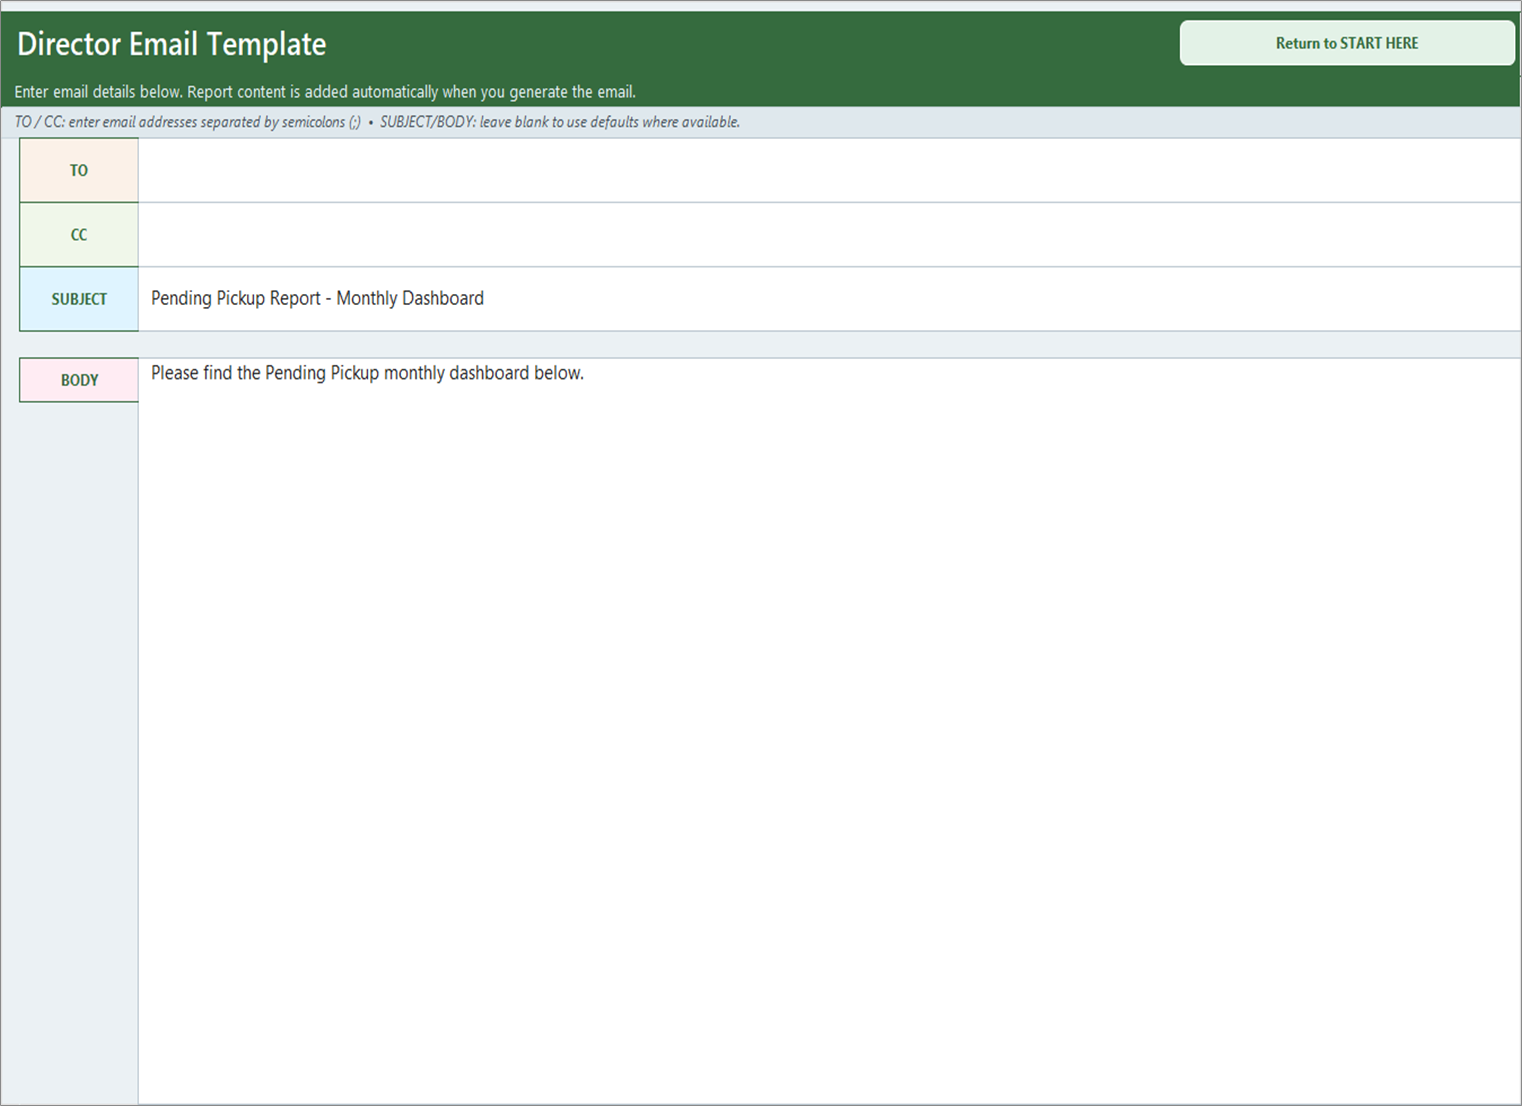 Director Email Template
Return to START HERE
Enter email details below. Report content is added automatically when you generate the email.
TO / CC: enter email addresses separated by semicolons (;) • SUBJECT/BODY: leave blank to use defaults where available.
TO
CC
SUBJECT
Pending Pickup Report - Monthly Dashboard
BODY
Please find the Pending Pickup monthly dashboard below.